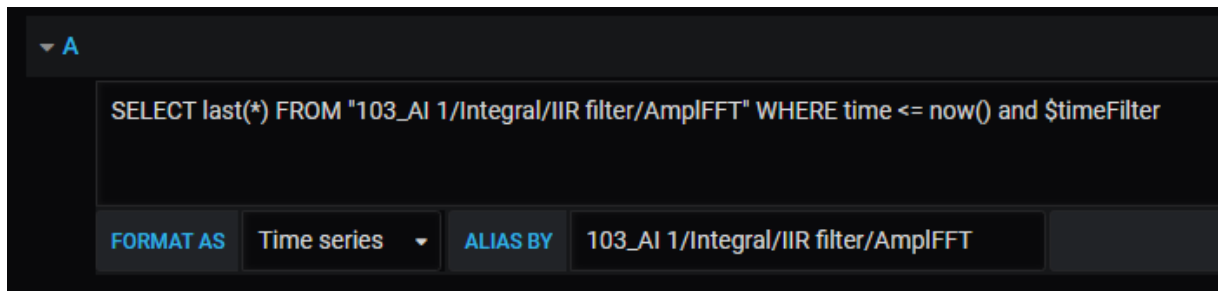 A
SELECT last(*) FROM "103_AI 1/Integral/IIR filter/AmplFFT" WHERE time <= now() and $timeFilter
FORMAT AS Time series ALIAS BY 103_AI 1/Integral/IIR filter/AmplFFT